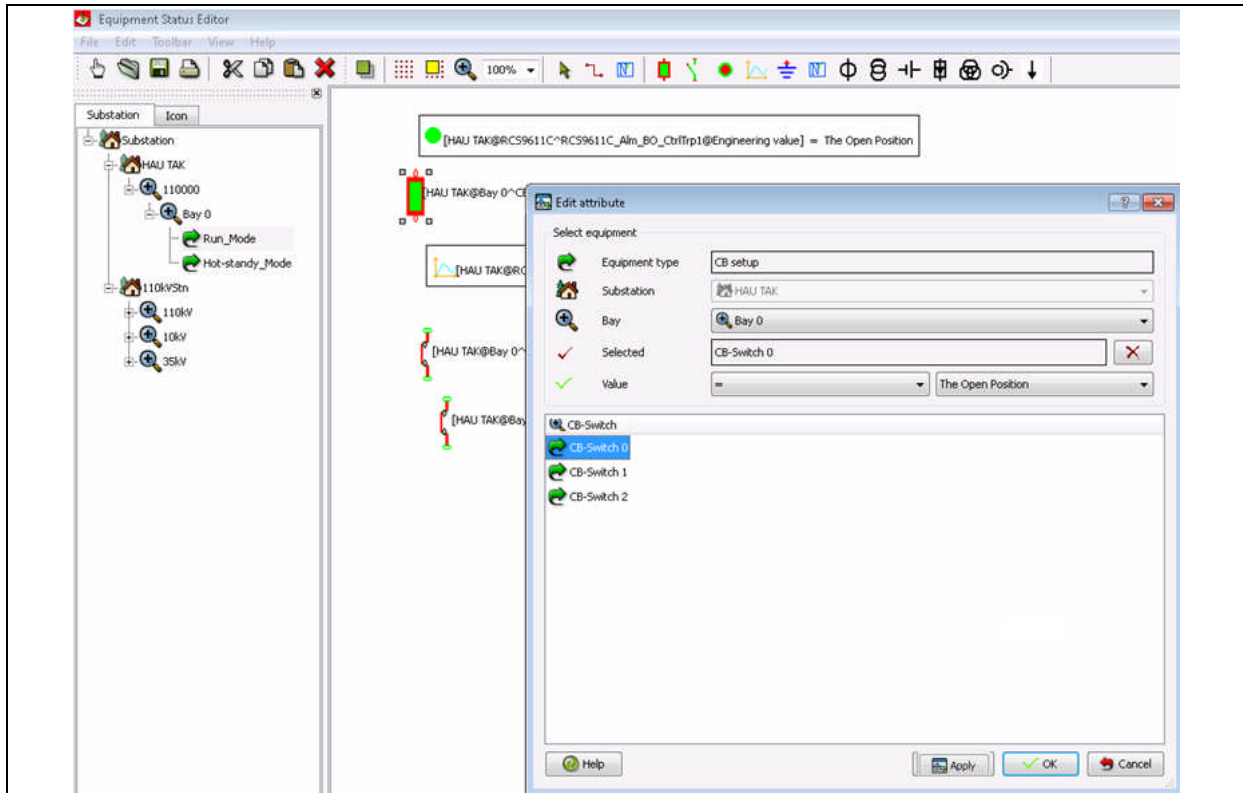 Equipment Status Editor
File Edit Toolbar View Help
100%
Substation Icon
Substation
HAU TAK
110000
Bay 0
Run_Mode
Hot-standy_Mode
110kVStn
110kV
10kV
35kV
[HAU TAK@RCS9611C^RCS9611C_Alm_BO_CtrlTrp1@Engineering value] = The Open Position
[HAU TAK@Bay 0^CB
[HAU TAK@RC
[HAU TAK@Bay 0^
[HAU TAK@Bay
Edit attribute
Select equipment
Equipment type CB setup
Substation HAU TAK
Bay Bay 0
Selected CB-Switch 0
Value = The Open Position
CB-Switch
CB-Switch 0
CB-Switch 1
CB-Switch 2
Help Apply OK Cancel